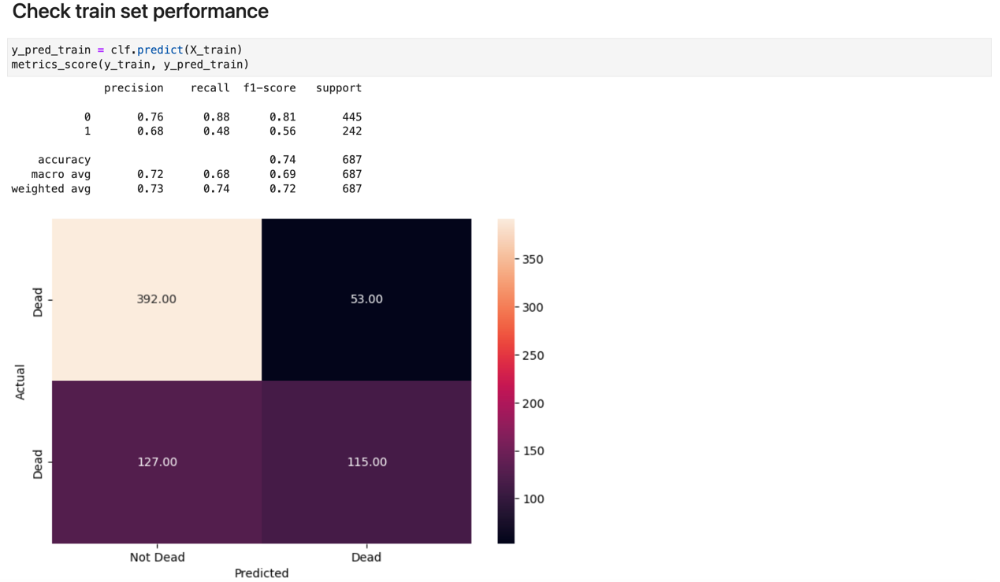 Check train set performance
y_pred_train = clf.predict(X_train)
metrics_score(y_train, y_pred_train)
precision recall f1-score support
0 0.76 0.88 0.81 445
1 0.68 0.48 0.56 242
accuracy 0.74 687
macro avg 0.72 0.68 0.69 687
weighted avg 0.73 0.74 0.72 687
Actual
Dead
392.00 53.00
Dead
127.00 115.00
Not Dead Dead
Predicted
350
300
250
200
150
100